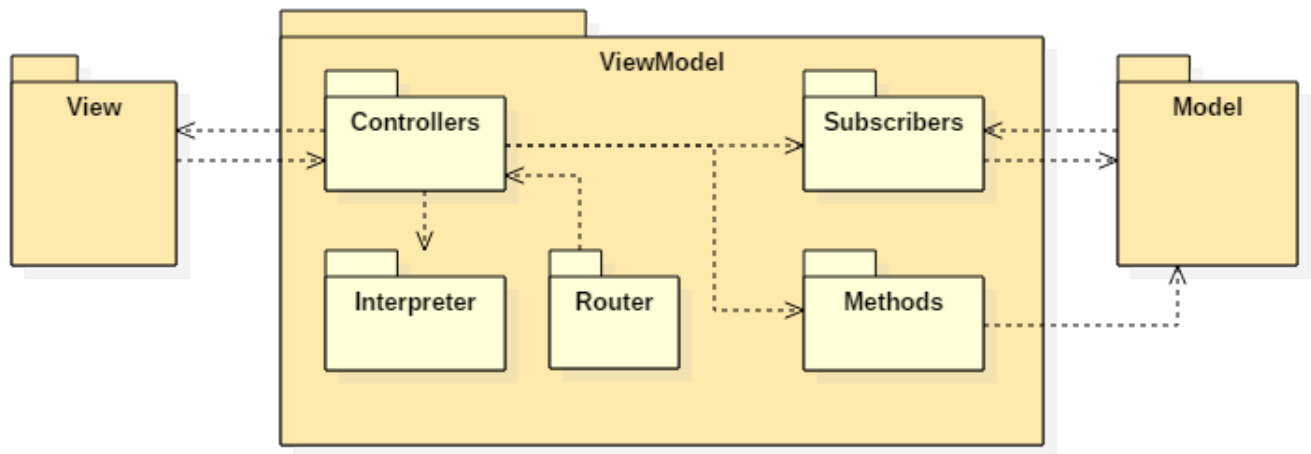 ViewModel
View
Controllers
Subscribers
Model
Interpreter
Router
Methods